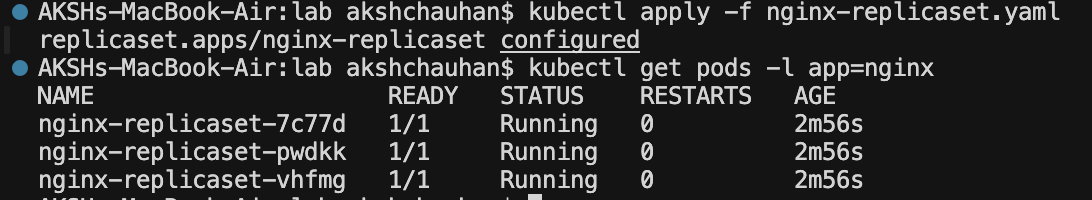 AKSHs-MacBook-Air:lab akshchauhan$ kubectl apply -f nginx-replicaset.yaml
replicaset.apps/nginx-replicaset configured
AKSHs-MacBook-Air:lab akshchauhan$ kubectl get pods -l app=nginx
NAME READY STATUS RESTARTS AGE
nginx-replicaset-7c77d 1/1 Running 0 2m56s
nginx-replicaset-pwdkk 1/1 Running 0 2m56s
nginx-replicaset-vhfmg 1/1 Running 0 2m56s